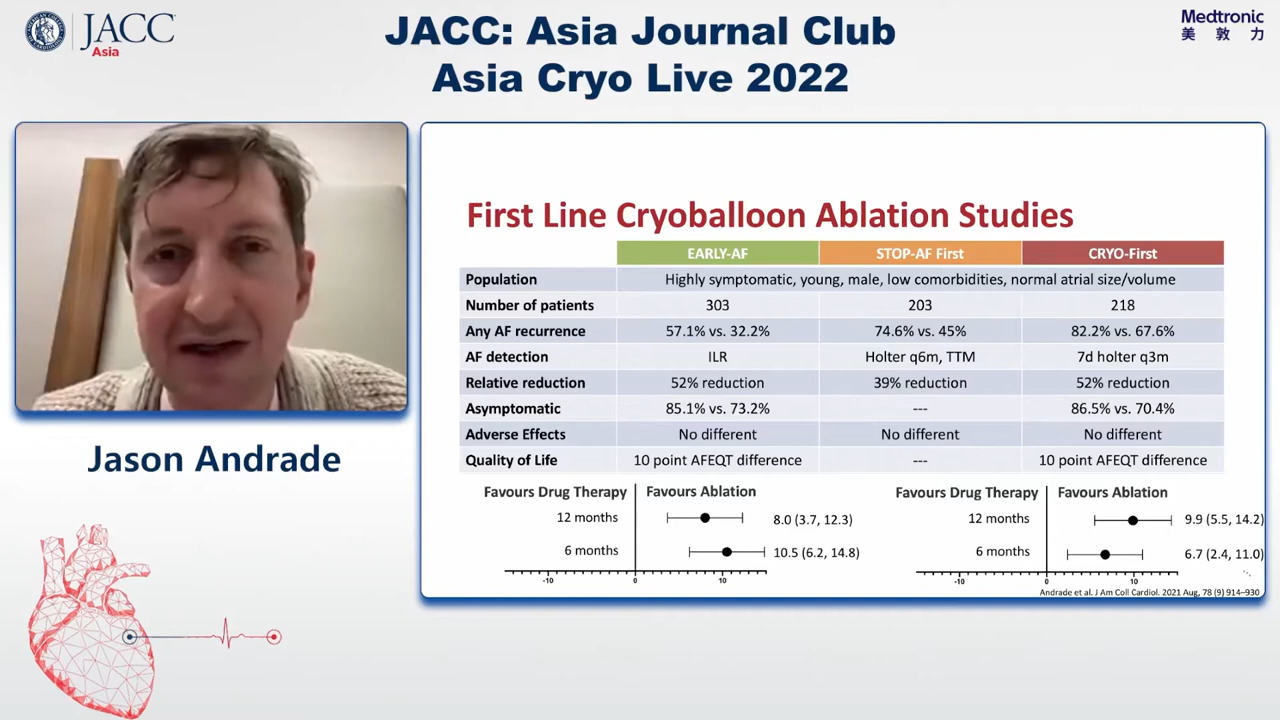 JACC
Asia
JACC: Asia Journal Club
Asia Cryo Live 2022
Medtronic
美敦力
Jason Andrade
First Line Cryoballoon Ablation Studies
EARLY-AF STOP-AF First CRYO-First
Population Highly symptomatic, young, male, low comorbidities, normal atrial size/volume
Number of patients 303 203 218
Any AF recurrence 57.1% vs. 32.2% 74.6% vs. 45% 82.2% vs. 67.6%
AF detection ILR Holter q6m, TTM 7d holter q3m
Relative reduction 52% reduction 39% reduction 52% reduction
Asymptomatic 85.1% vs. 73.2% --- 86.5% vs. 70.4%
Adverse Effects No different No different No different
Quality of Life 10 point AFEQT difference --- 10 point AFEQT difference
Favours Drug Therapy Favours Ablation
12 months 8.0 (3.7, 12.3)
6 months 10.5 (6.2, 14.8)
-10 0 10
Favours Drug Therapy Favours Ablation
12 months 9.9 (5.5, 14.2)
6 months 6.7 (2.4, 11.0)
-10 0 10
Andrade et al. J Am Coll Cardiol. 2021 Aug, 78 (9) 914–930